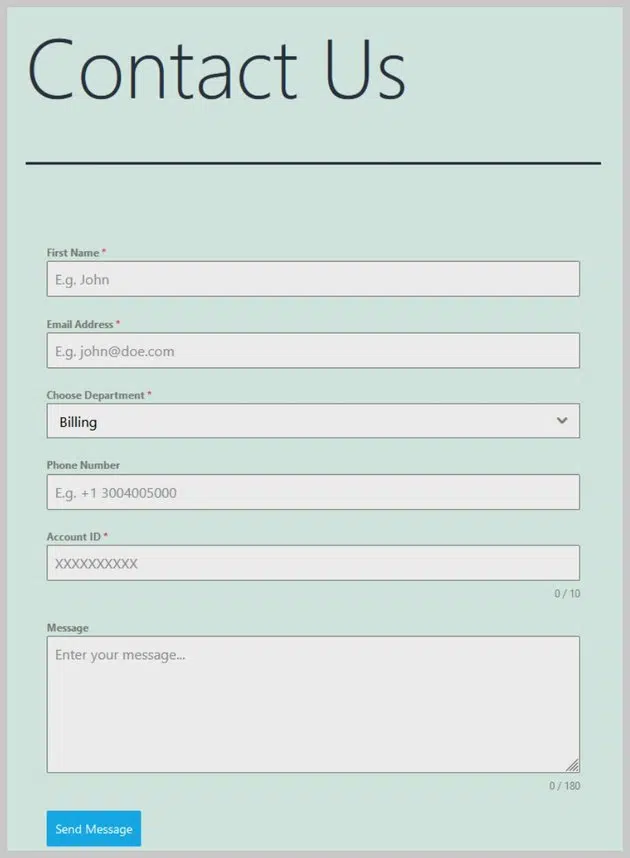 Contact Us
First Name *
E.g. John
Email Address *
E.g. john@doe.com
Choose Department *
Billing
Phone Number
E.g. +1 3004005000
Account ID *
XXXXXXXXXX
0 / 10
Message
Enter your message...
0 / 180
Send Message